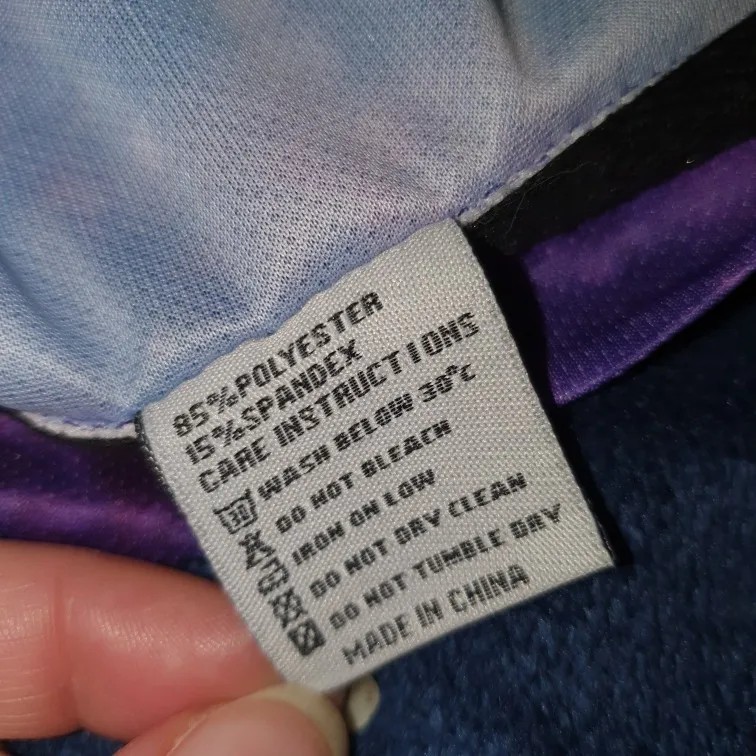 85%POLYESTER
15%SPANDEX
CARE INSTRUCTIONS
30 WASH BELOW 30°C
DO NOT BLEACH
IRON ON LOW
DO NOT DRY CLEAN
DO NOT TUMBLE DRY
MADE IN CHINA